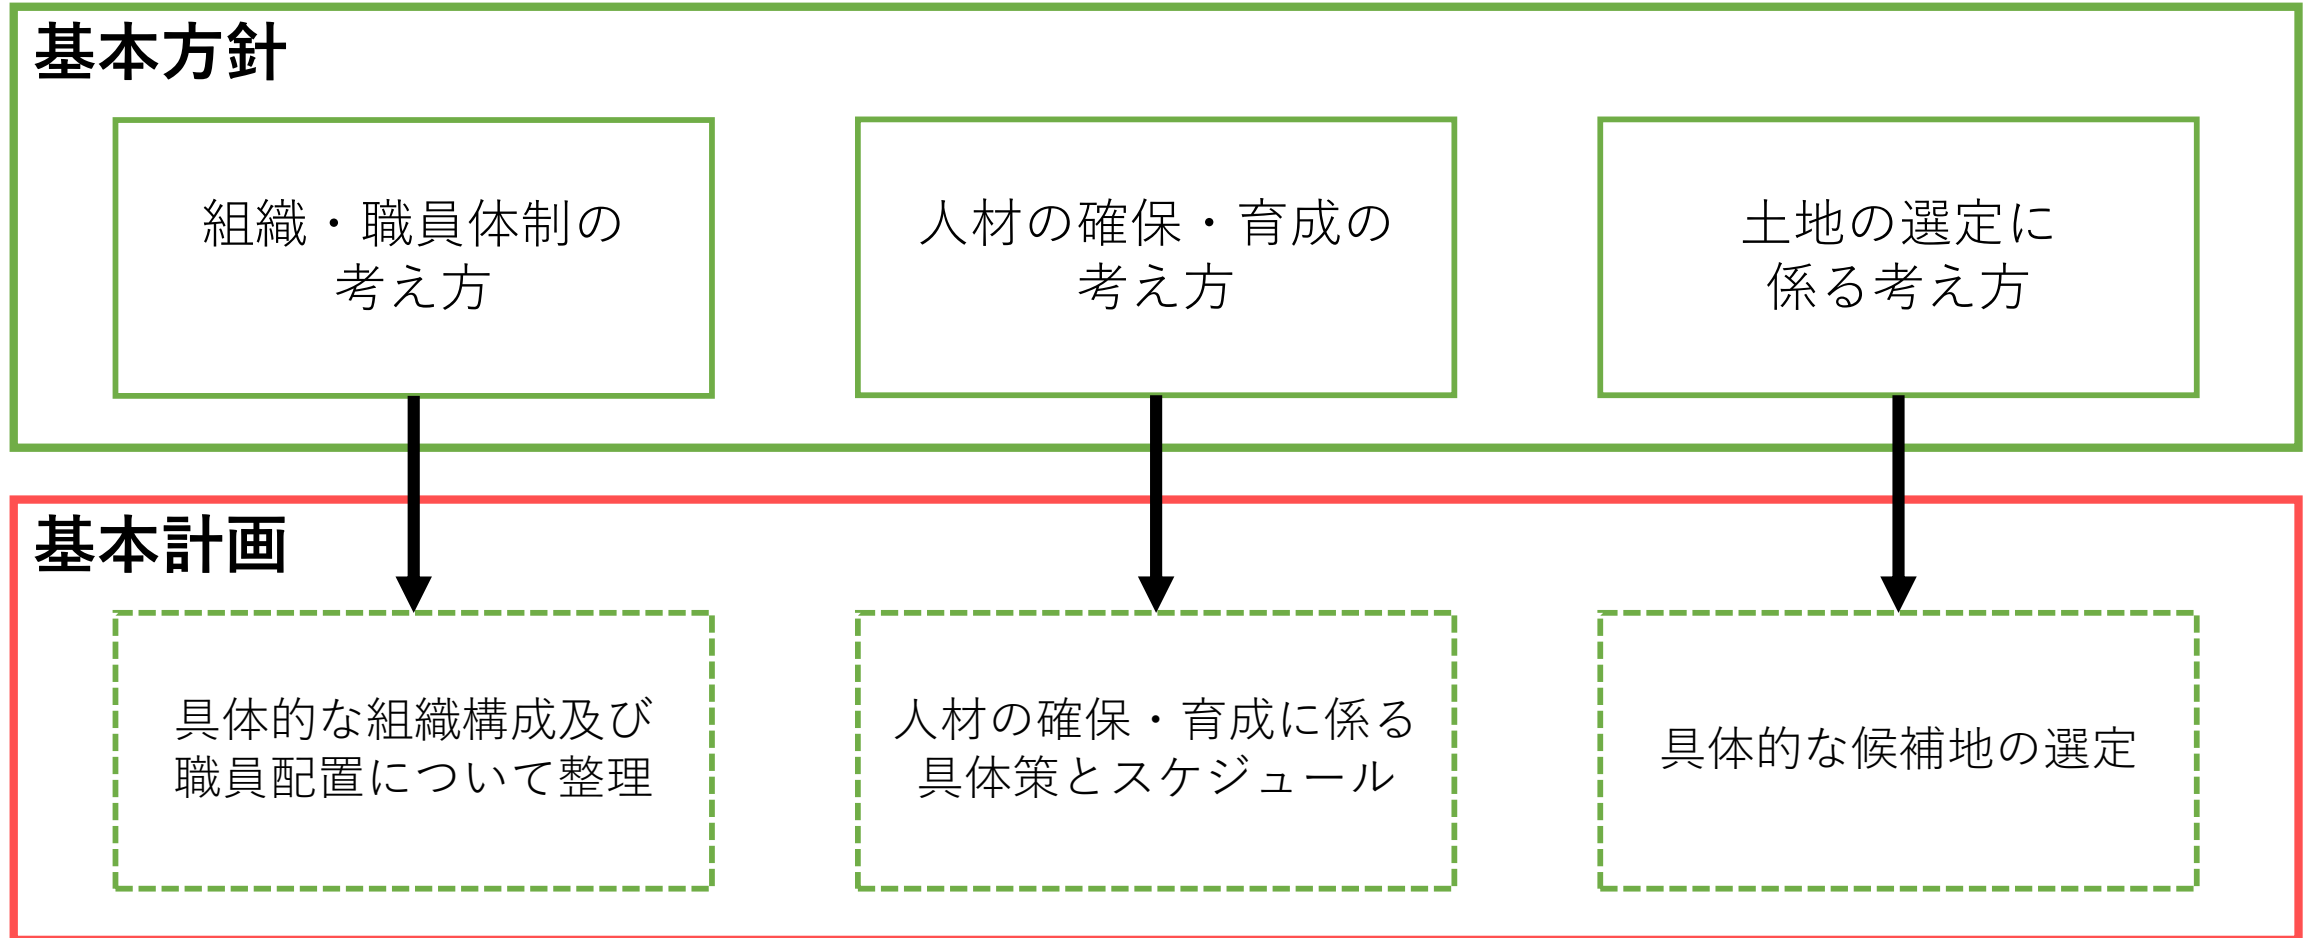 基本方針
組織・職員体制の
考え方
人材の確保・育成の
考え方
土地の選定に
係る考え方
基本計画
具体的な組織構成及び
職員配置について整理
人材の確保・育成に係る
具体策とスケジュール
具体的な候補地の選定